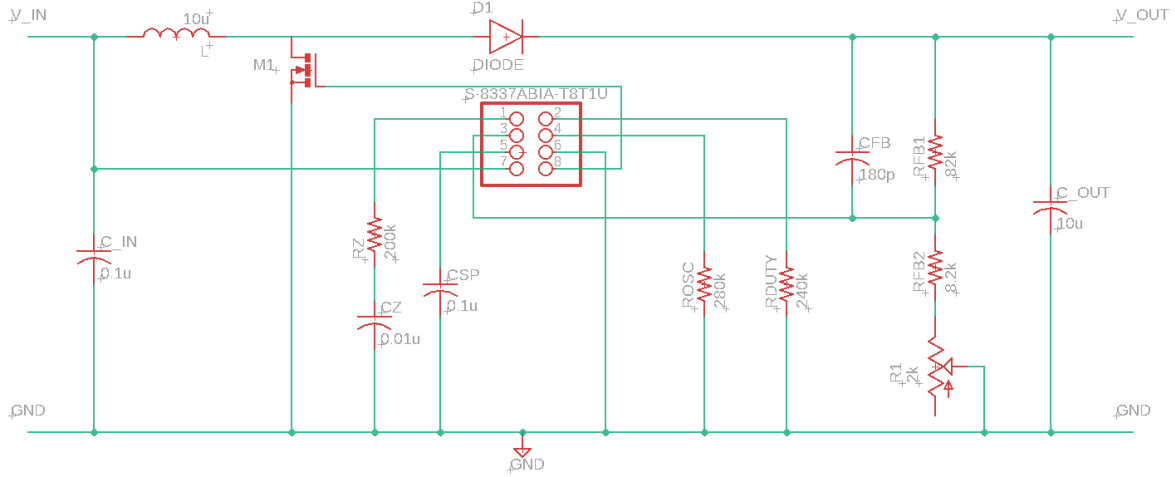 V_IN
10u
L
D1
V_OUT
M1
DIODE
S-8337ABIA-T8T1U
1
2
3
4
5
6
7
8
CFB
180p
RFB1
82k
C_OUT
10u
C_IN
0.1u
RZ
200k
CSP
0.1u
ROSC
280k
RDUTY
240k
RFB2
8.2k
CZ
0.01u
R1
2k
GND
GND
GND